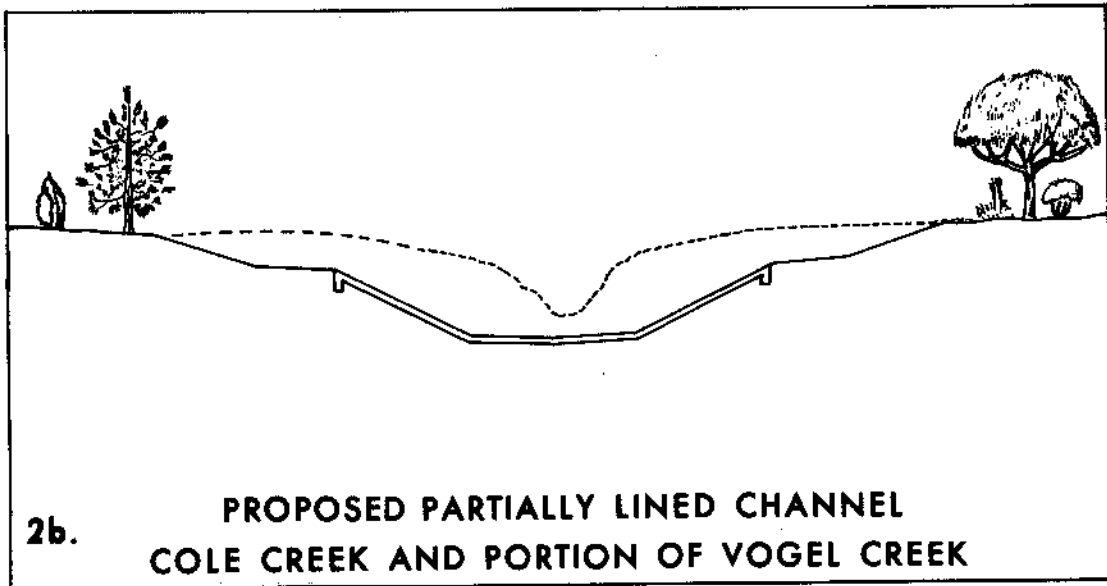 2b.
PROPOSED PARTIALLY LINED CHANNEL
COLE CREEK AND PORTION OF VOGEL CREEK